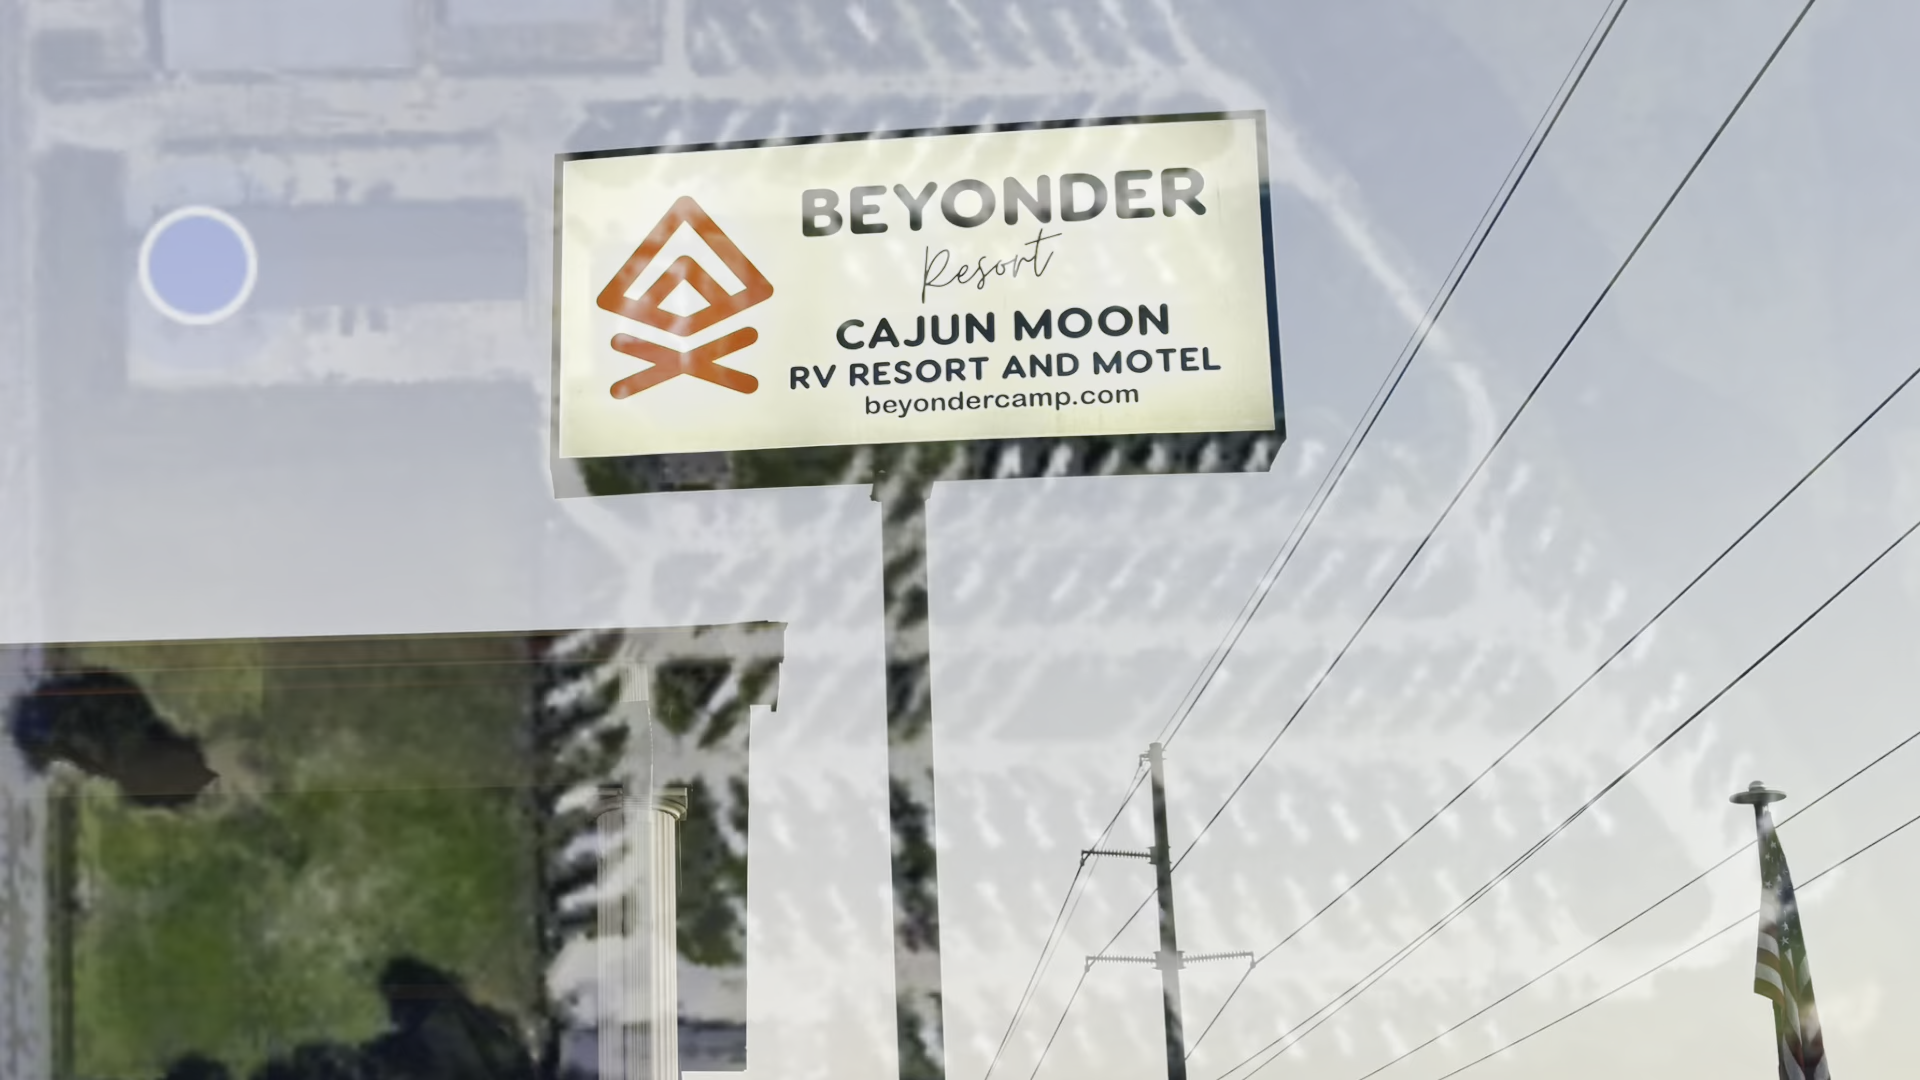 BEYONDER
Resort
CAJUN MOON
RV RESORT AND MOTEL
beyondercamp.com